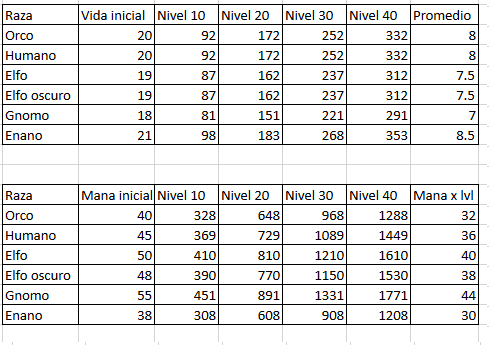 Raza Vida inicial Nivel 10 Nivel 20 Nivel 30 Nivel 40 Promedio
Orco 20 92 172 252 332 8
Humano 20 92 172 252 332 8
Elfo 19 87 162 237 312 7.5
Elfo oscuro 19 87 162 237 312 7.5
Gnomo 18 81 151 221 291 7
Enano 21 98 183 268 353 8.5
Raza Mana inicial Nivel 10 Nivel 20 Nivel 30 Nivel 40 Mana x lvl
Orco 40 328 648 968 1288 32
Humano 45 369 729 1089 1449 36
Elfo 50 410 810 1210 1610 40
Elfo oscuro 48 390 770 1150 1530 38
Gnomo 55 451 891 1331 1771 44
Enano 38 308 608 908 1208 30